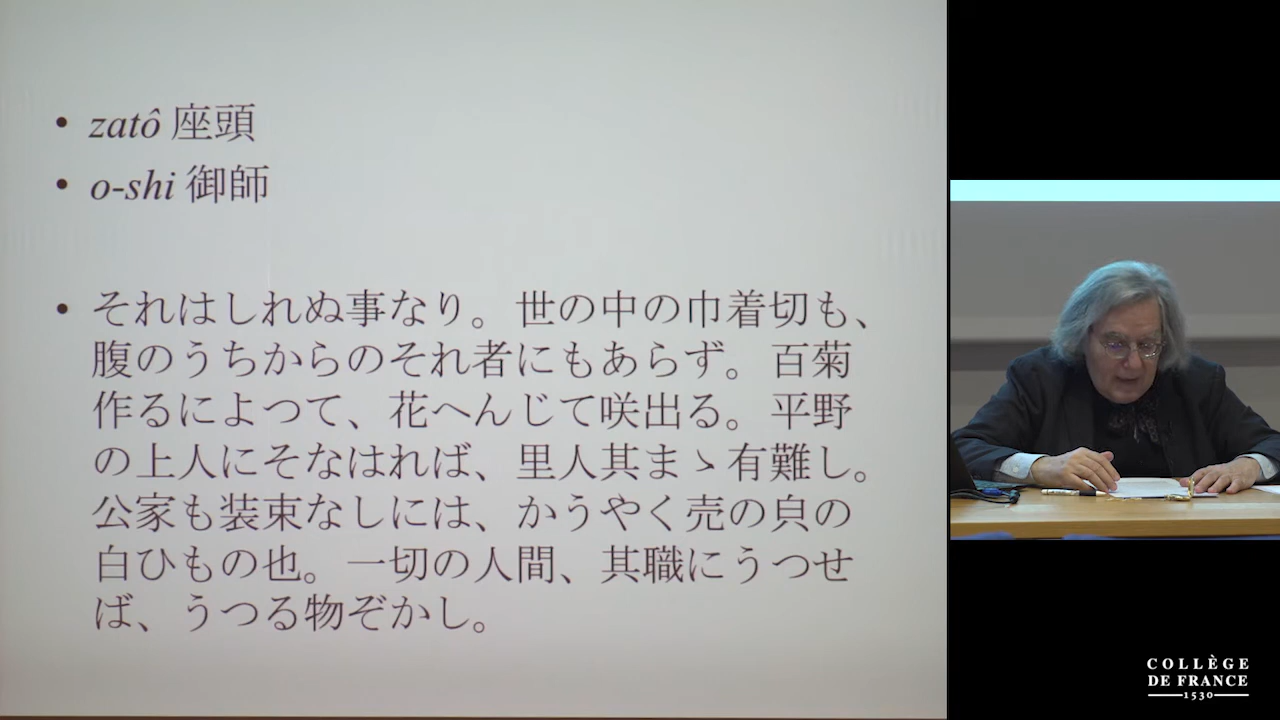 • zatô 座頭
• o-shi 御師
• それはしれぬ事なり。世の中の巾着切も、
腹のうちからのそれ者にもあらず。百菊
作るによつて、花へんじて咲出る。平野
の上人にそなはれば、里人其まゝ有難し。
公家も装束なしには、かうやく売の㒵の
白ひもの也。一切の人間、其職にうつせ
ば、うつる物ぞかし。
COLLÈGE
DE FRANCE
1530